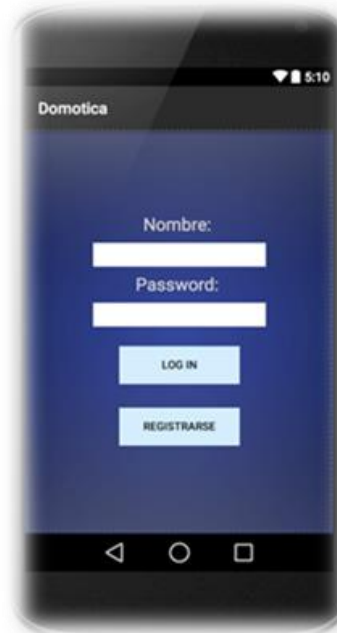 5:10
Domotica
Nombre:
Password:
LOG IN
REGISTRARSE